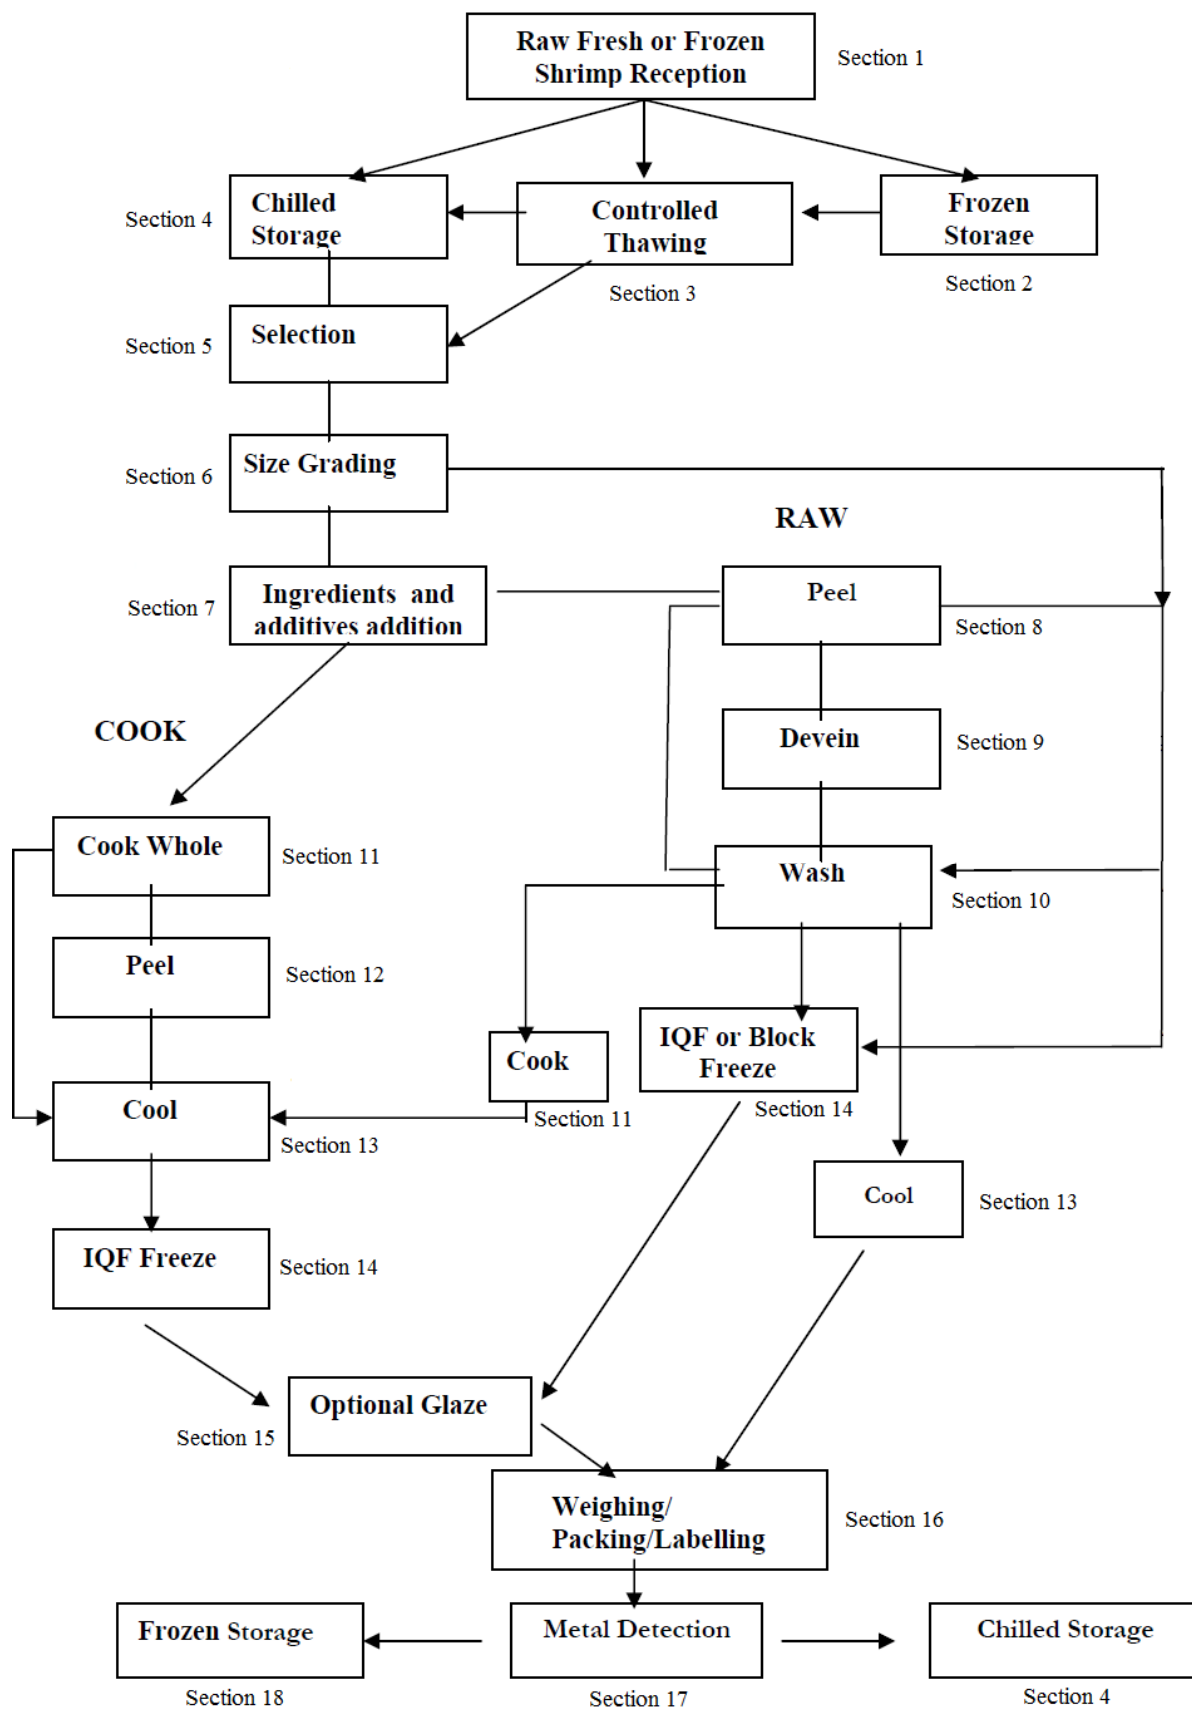 Raw Fresh or Frozen
Shrimp Reception
Section 1
Chilled
Storage
Section 4
Controlled
Thawing
Section 3
Frozen
Storage
Section 2
Selection
Section 5
Size Grading
Section 6
RAW
Ingredients and
additives addition
Section 7
Peel
Section 8
COOK
Devein
Section 9
Cook Whole
Section 11
Wash
Section 10
Peel
Section 12
Cook
Section 11
IQF or Block
Freeze
Section 14
Cool
Section 13
Cool
Section 13
IQF Freeze
Section 14
Optional Glaze
Section 15
Weighing/
Packing/Labelling
Section 16
Frozen Storage
Section 18
Metal Detection
Section 17
Chilled Storage
Section 4